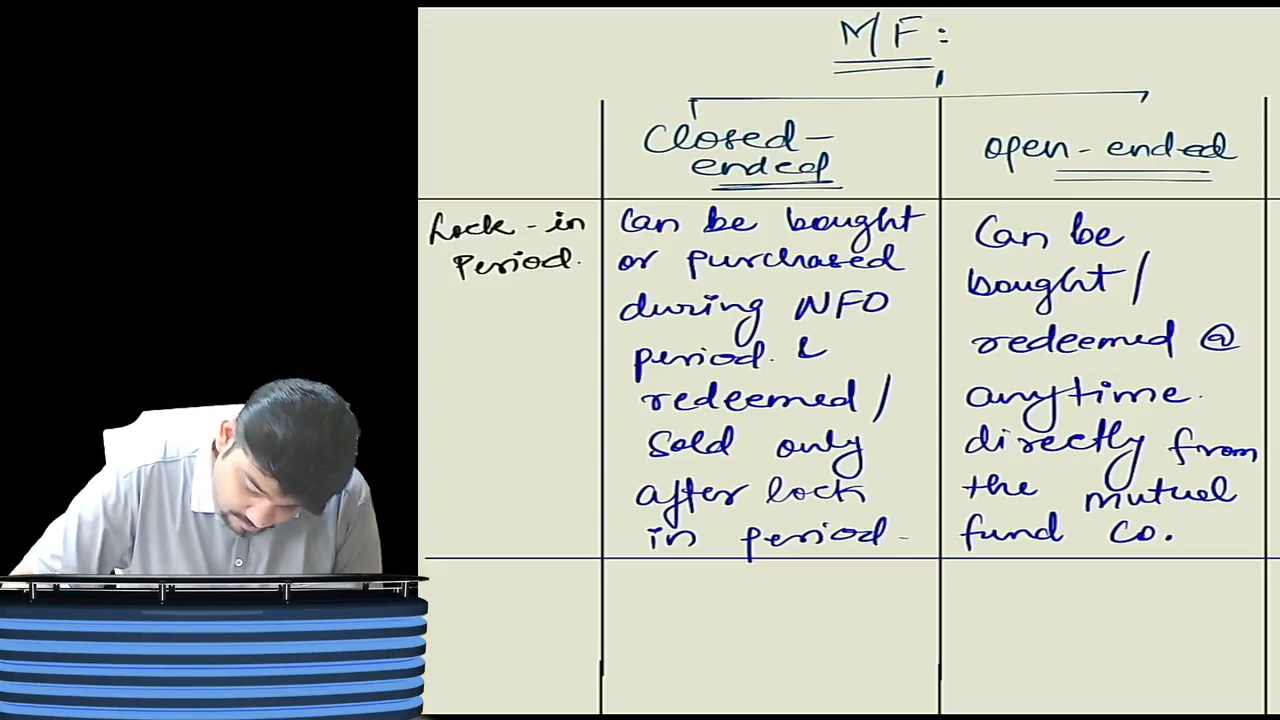 MF:
Closed-
ended
open-ended
Lock-in
Period.
Can be bought
or purchased
during NFO
period. &
redeemed/
Sold only
after lock
in period.
Can be
bought/
redeemed @
anytime.
directly from
the mutual
fund Co.